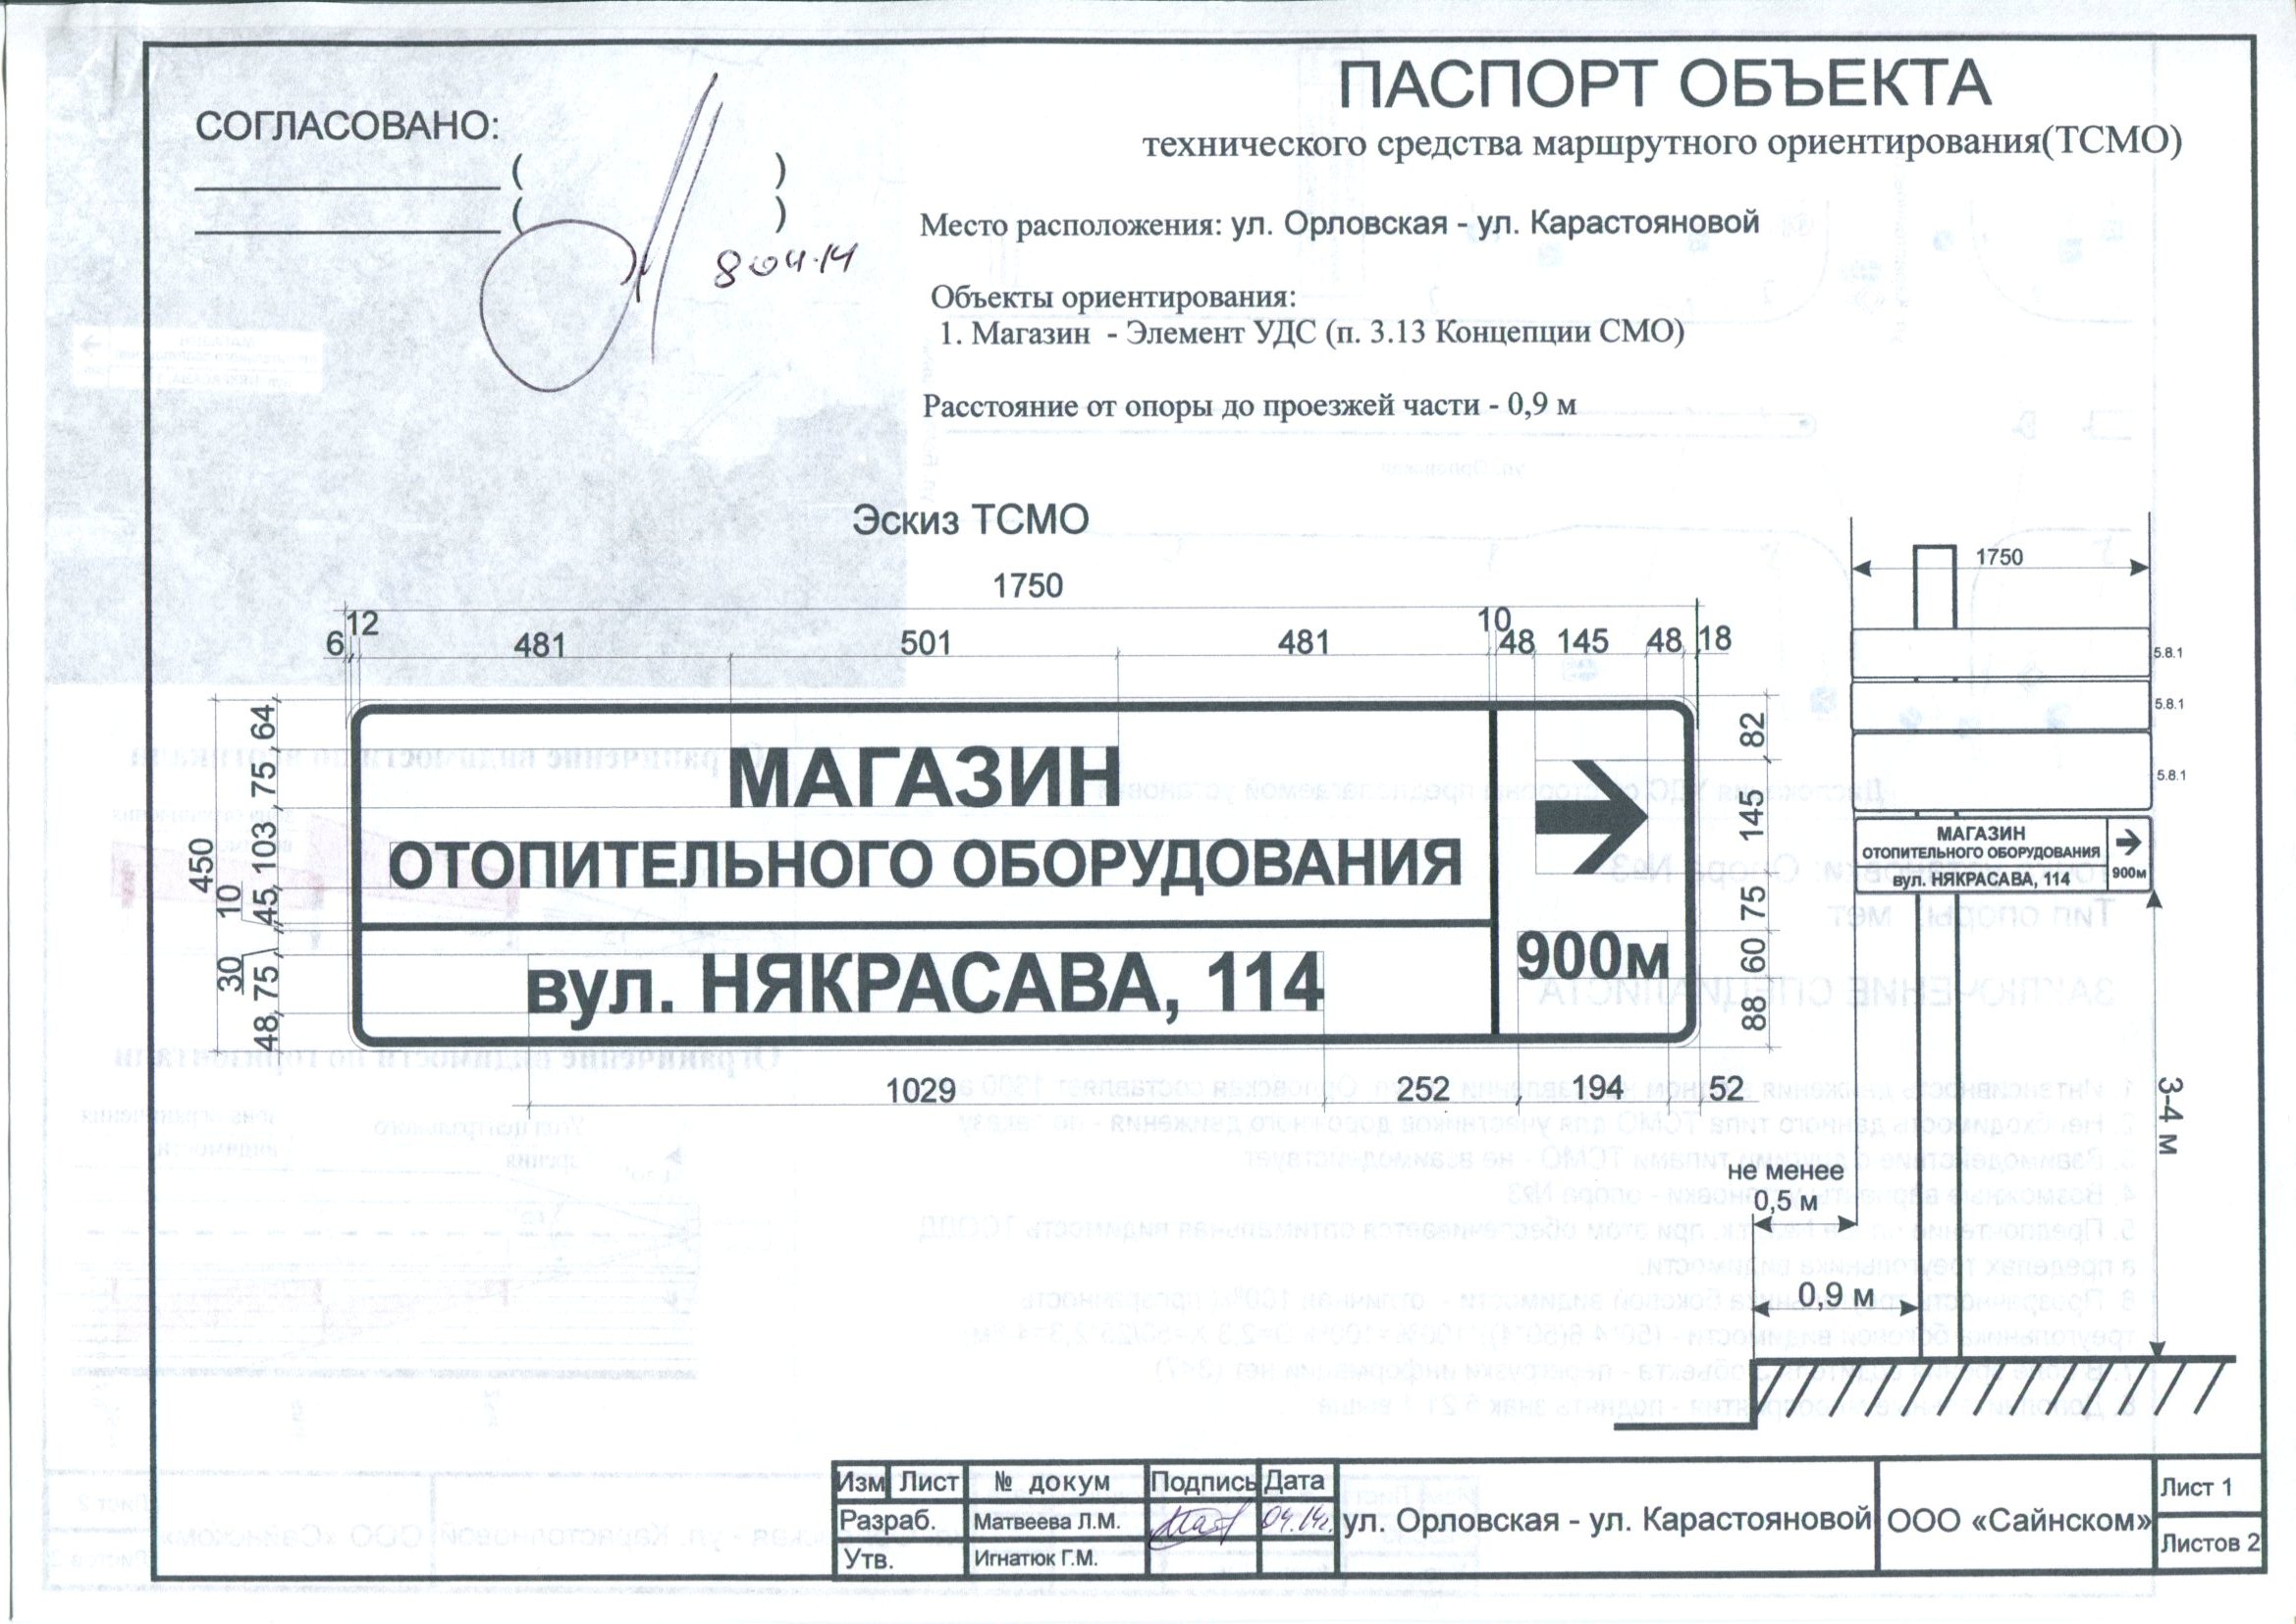 ПАСПОРТ ОБЪЕКТА
технического средства маршрутного ориентирования(ТСМО)
СОГЛАСОВАНО:
( )
( )
8 04.14
Место расположения: ул. Орловская - ул. Карастояновой
Объекты ориентирования:
1. Магазин - Элемент УДС (п. 3.13 Концепции СМО)
Расстояние от опоры до проезжей части - 0,9 м
Эскиз ТСМО
1750
6 12 481 501 481 10 48 145 48 18
450
64 75 103 45 10 30 75 48
МАГАЗИН
ОТОПИТЕЛЬНОГО ОБОРУДОВАНИЯ
вул. НЯКРАСАВА, 114
900м
82 145 75 60 88
1029 252 194 52
1750
5.8.1
5.8.1
5.8.1
МАГАЗИН
ОТОПИТЕЛЬНОГО ОБОРУДОВАНИЯ
вул. НЯКРАСАВА, 114
900м
3-4 м
не менее
0,5 м
0,9 м
Изм Лист № докум Подпись Дата
Разраб. Матвеева Л.М. 04.14г.
Утв. Игнатюк Г.М.
ул. Орловская - ул. Карастояновой
ООО «Сайнском»
Лист 1
Листов 2